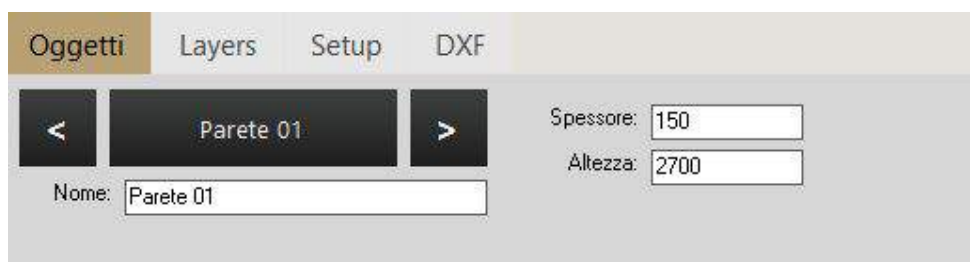 Oggetti Layers Setup DXF
< Parete 01 > Spessore: 150
Altezza: 2700
Nome: Parete 01